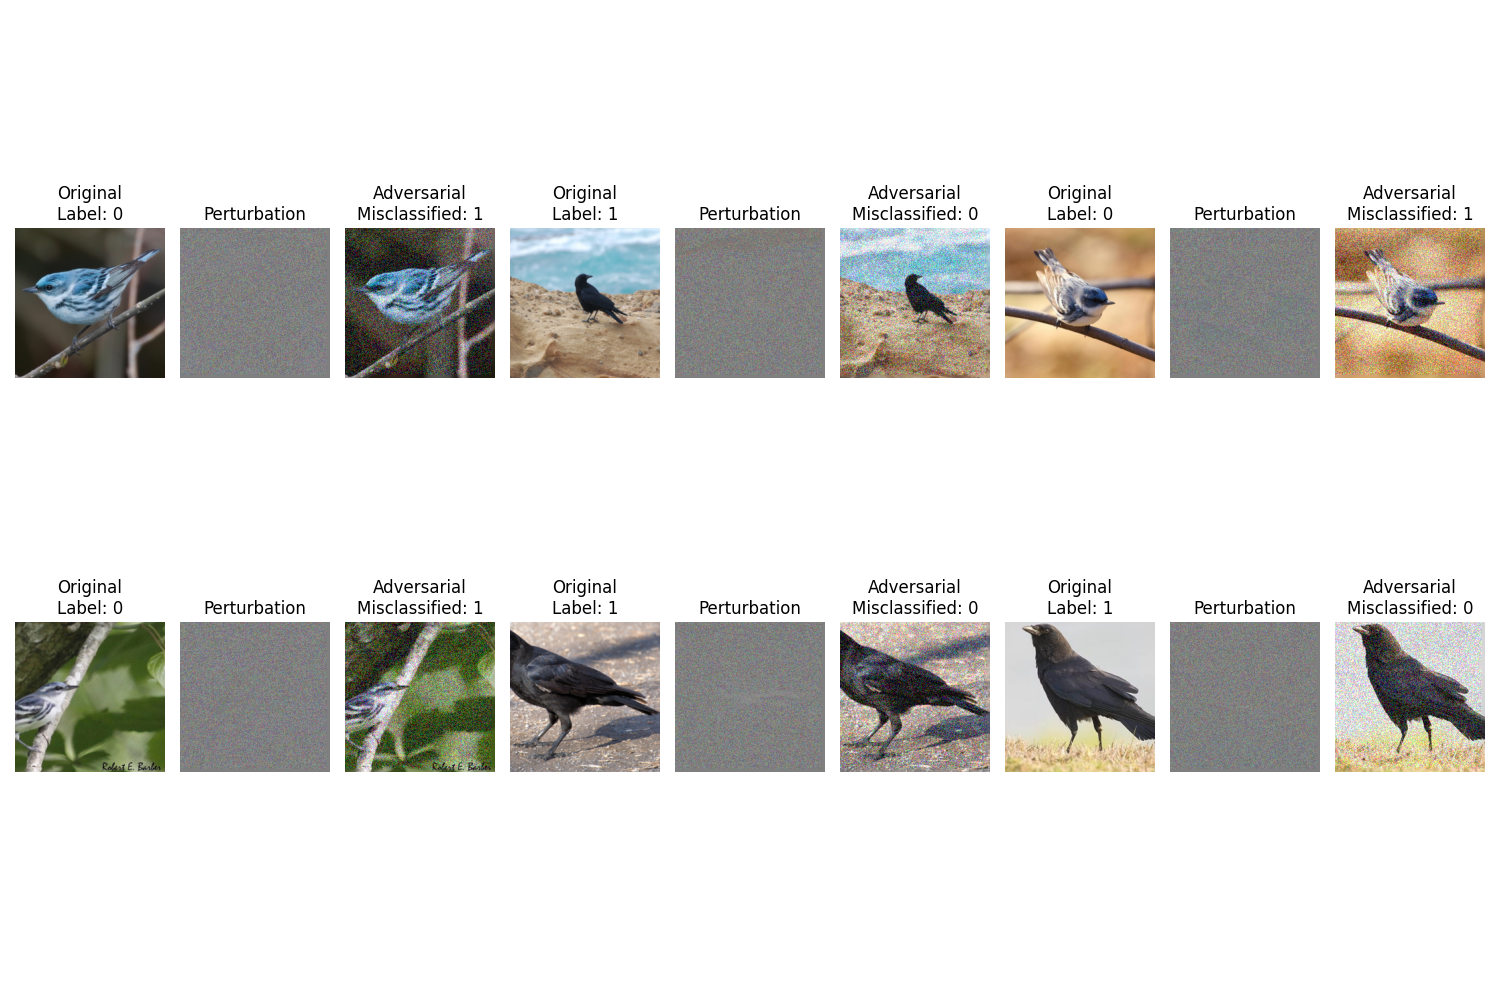 Original
Label: 0
Perturbation
Adversarial
Misclassified: 1
Original
Label: 1
Perturbation
Adversarial
Misclassified: 0
Original
Label: 0
Perturbation
Adversarial
Misclassified: 1
Original
Label: 0
Perturbation
Adversarial
Misclassified: 1
Original
Label: 1
Perturbation
Adversarial
Misclassified: 0
Original
Label: 1
Perturbation
Adversarial
Misclassified: 0
Robert E. Barber
Robert E. Barber